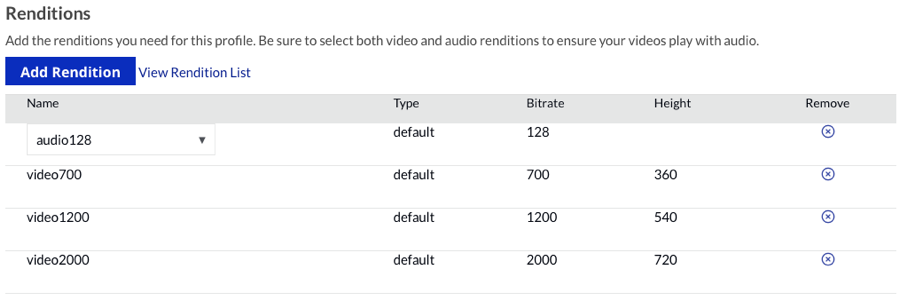 Renditions
Add the renditions you need for this profile. Be sure to select both video and audio renditions to ensure your videos play with audio.
Add Rendition View Rendition List
Name Type Bitrate Height Remove
audio128 default 128
video700 default 700 360
video1200 default 1200 540
video2000 default 2000 720